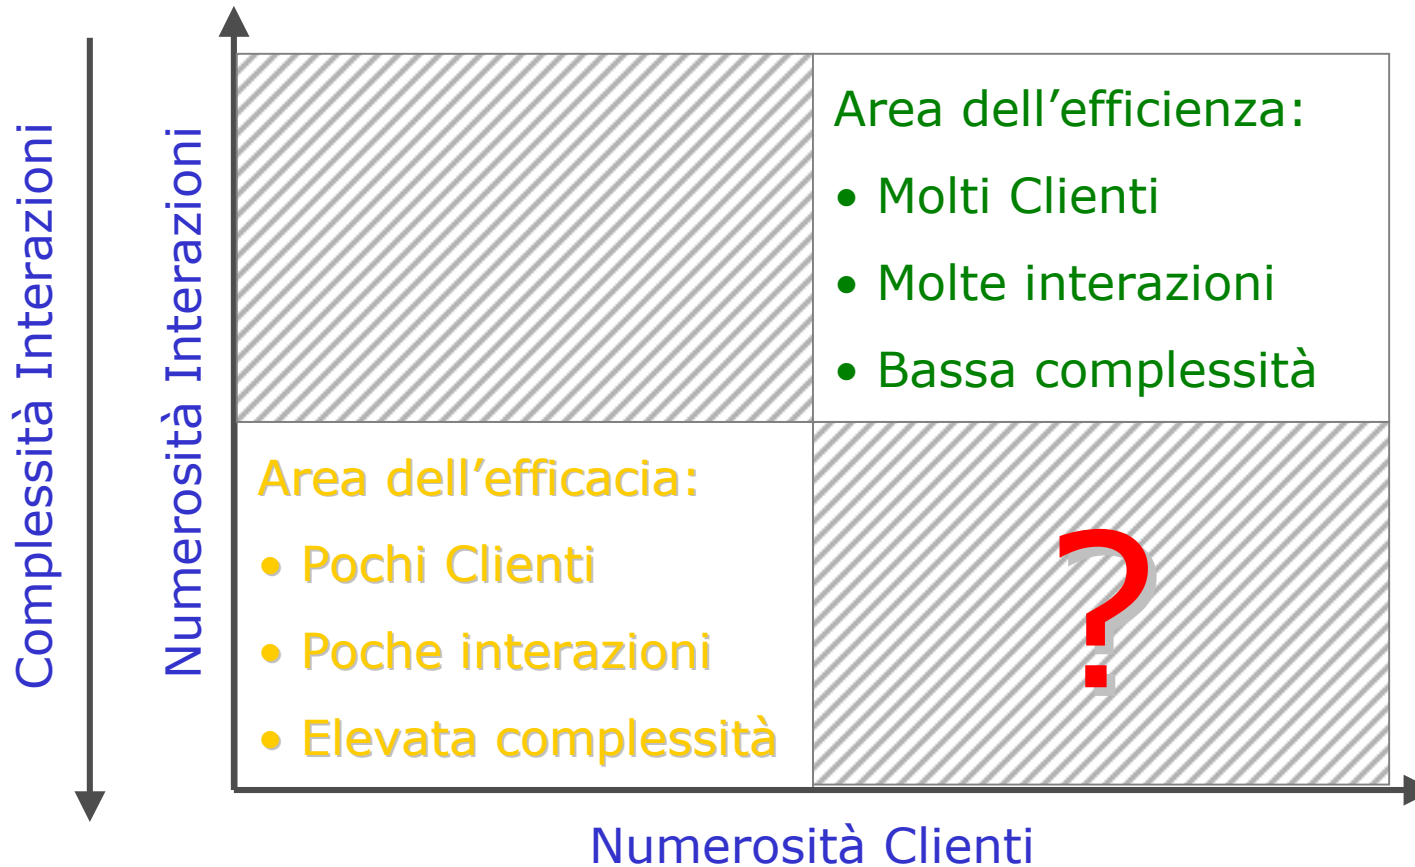 Complessità Interazioni
Numerosità Interazioni
Area dell’efficienza:
• Molti Clienti
• Molte interazioni
• Bassa complessità
Area dell’efficacia:
• Pochi Clienti
• Poche interazioni
• Elevata complessità
?
Numerosità Clienti